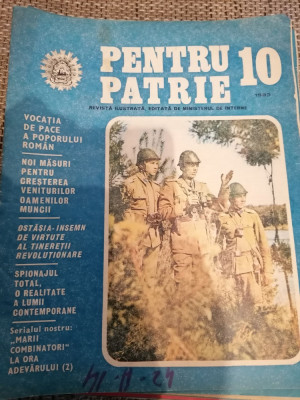 PENTRU 10
PATRIE
REVISTA ILUSTRATĂ, EDITATĂ DE MINISTERUL DE INTERNE
VOCAȚIA
DE PACE
A POPORULUI
ROMÂN
NOI MĂSURI
PENTRU
CREȘTEREA
VENITURILOR
OAMENILOR
MUNCII
OSTĂȘIA-INSEMN
DE VIRTUTE
AL TINEREȚII
REVOLUȚIONARE
SPIONAJUL
TOTAL,
O REALITATE
A LUMII
CONTEMPORANE
Serialul nostru:
„MARII
COMBINATORI"
LA ORA
ADEVĂRULUI (2)